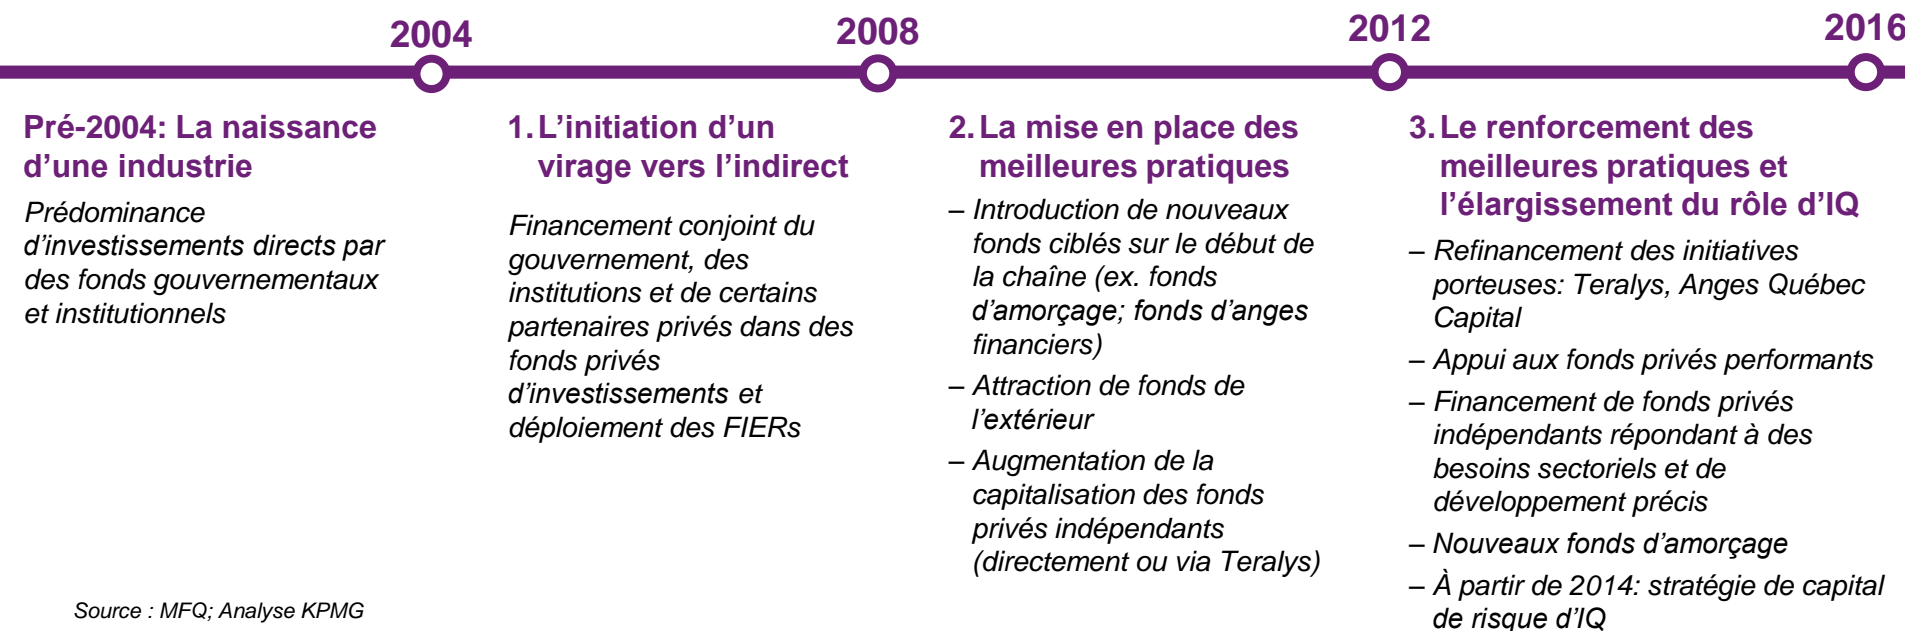 2004
2008
2012
2016
Pré-2004: La naissance
d’une industrie
Prédominance
d’investissements directs par
des fonds gouvernementaux
et institutionnels
1. L’initiation d’un
virage vers l’indirect
Financement conjoint du
gouvernement, des
institutions et de certains
partenaires privés dans des
fonds privés
d’investissements et
déploiement des FIERs
2. La mise en place des
meilleures pratiques
– Introduction de nouveaux
fonds ciblés sur le début de
la chaîne (ex. fonds
d’amorçage; fonds d’anges
financiers)
– Attraction de fonds de
l’extérieur
– Augmentation de la
capitalisation des fonds
privés indépendants
(directement ou via Teralys)
3. Le renforcement des
meilleures pratiques et
l’élargissement du rôle d’IQ
– Refinancement des initiatives
porteuses: Teralys, Anges Québec
Capital
– Appui aux fonds privés performants
– Financement de fonds privés
indépendants répondant à des
besoins sectoriels et de
développement précis
– Nouveaux fonds d’amorçage
– À partir de 2014: stratégie de capital
de risque d’IQ
Source : MFQ; Analyse KPMG